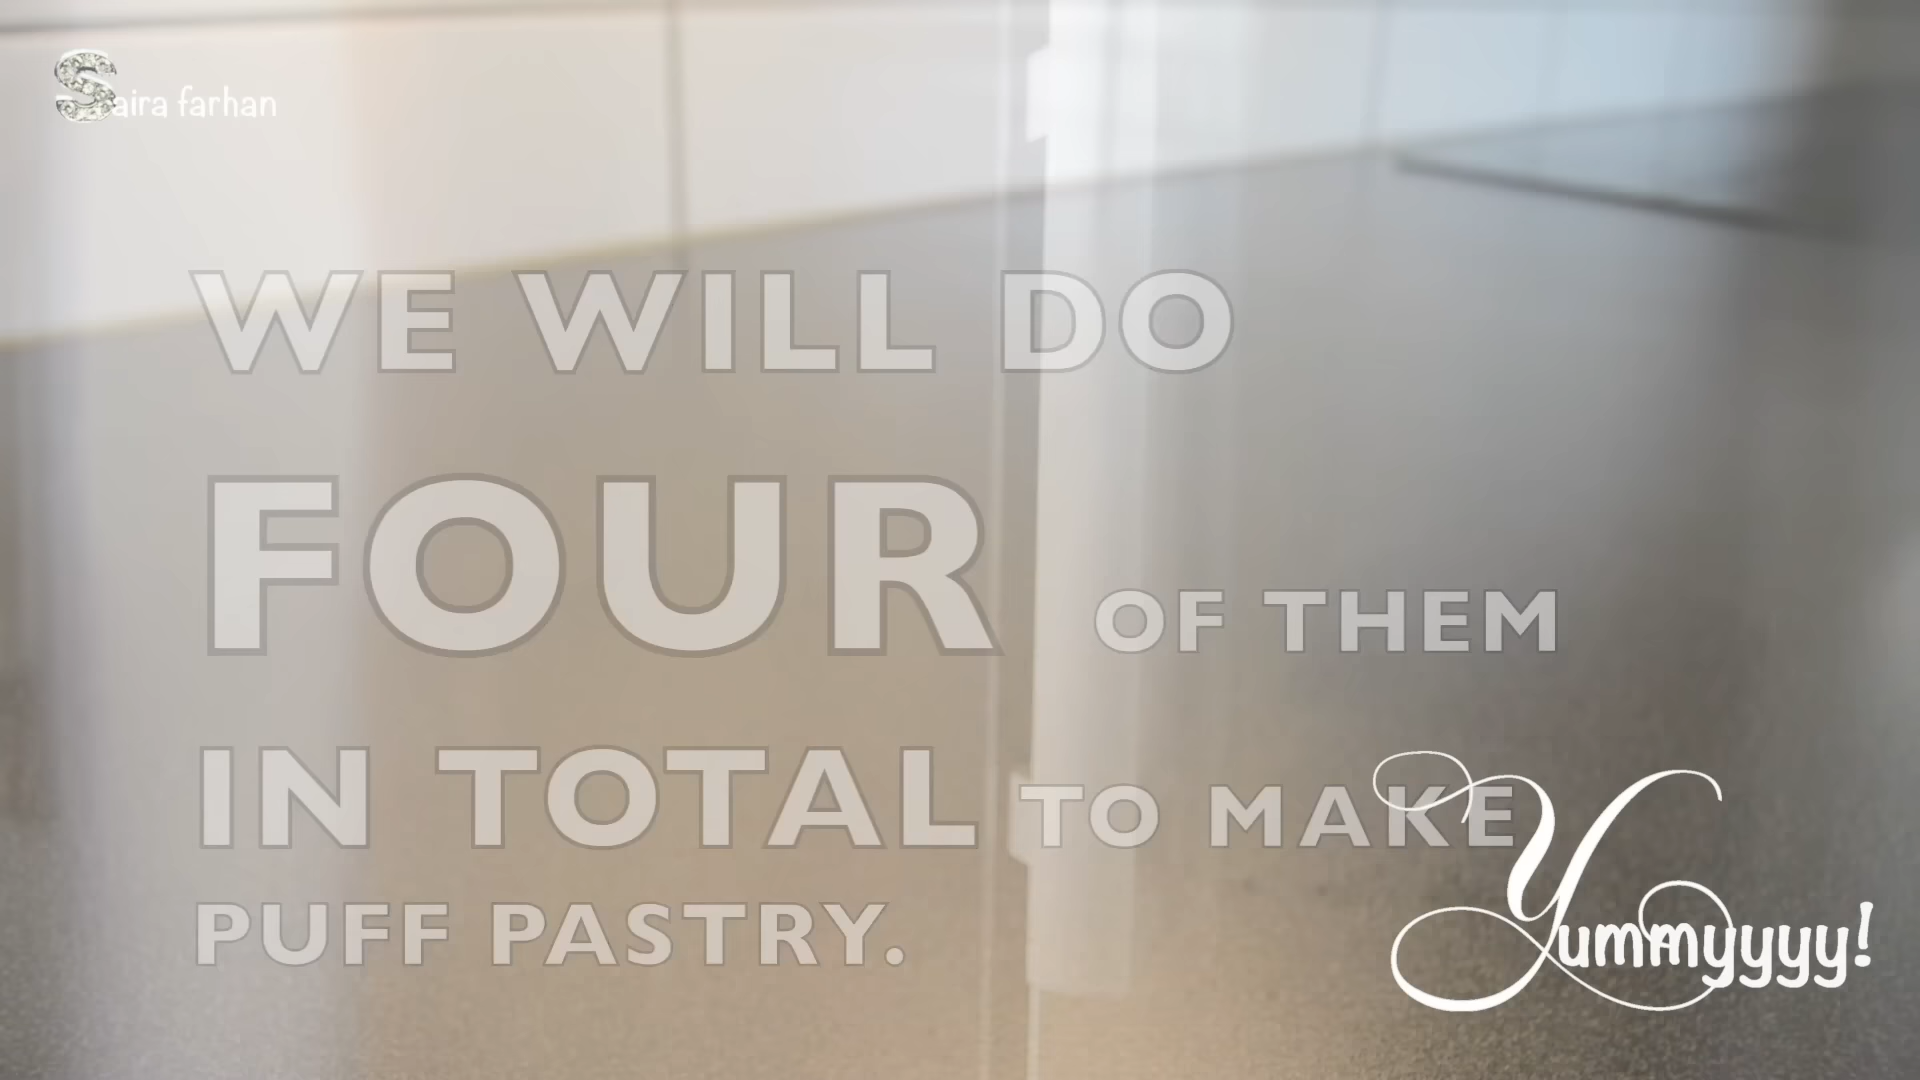 Saira farhan
WE WILL DO
FOUR OF THEM
IN TOTAL TO MAKE
PUFF PASTRY.
Yummyyyy!